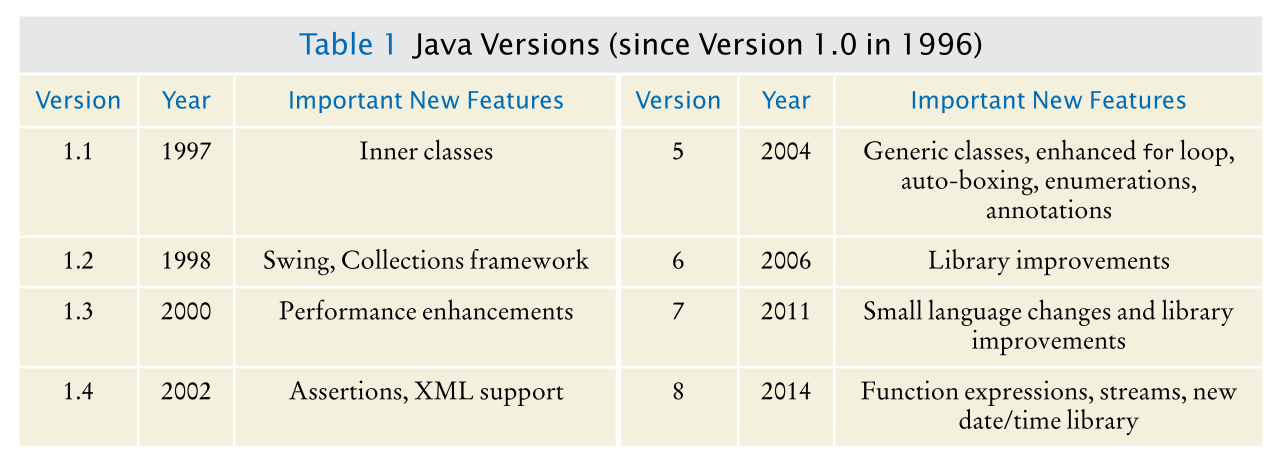 Table 1 Java Versions (since Version 1.0 in 1996)
Version Year Important New Features Version Year Important New Features
1.1 1997 Inner classes 5 2004 Generic classes, enhanced for loop,
auto-boxing, enumerations,
annotations
1.2 1998 Swing, Collections framework 6 2006 Library improvements
1.3 2000 Performance enhancements 7 2011 Small language changes and library
improvements
1.4 2002 Assertions, XML support 8 2014 Function expressions, streams, new
date/time library